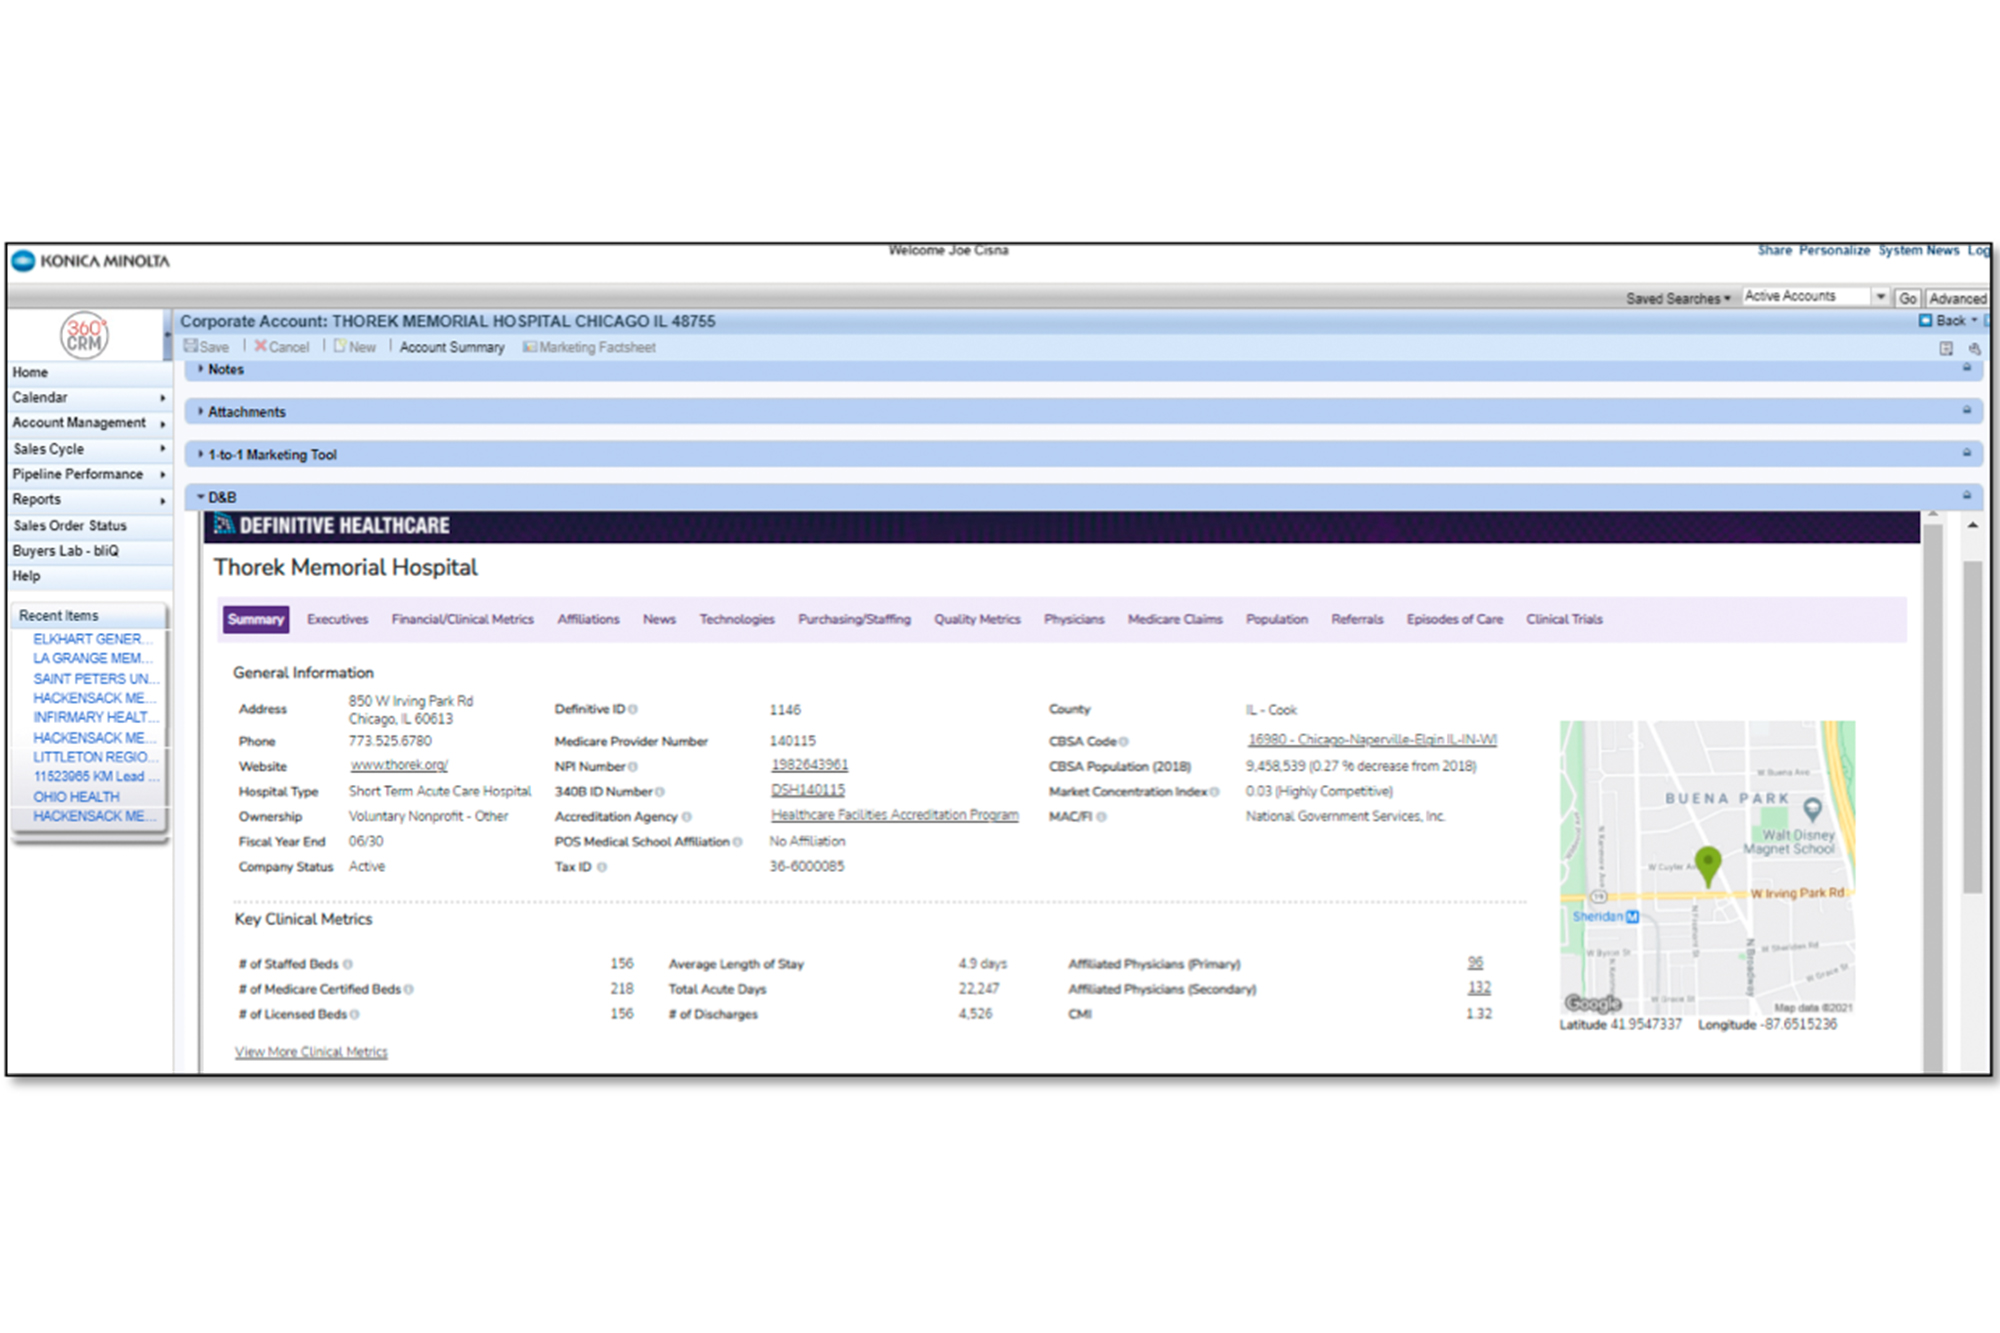 KONICA MINOLTA
Welcome Joe Cisna
Share Personalize System News Log
Saved Searches Active Accounts Go Advanced
360° CRM
Corporate Account: THOREK MEMORIAL HOSPITAL CHICAGO IL 48755
Back
Save Cancel New Account Summary Marketing Factsheet
Home
Calendar
Account Management
Sales Cycle
Pipeline Performance
Reports
Sales Order Status
Buyers Lab - bliQ
Help
Recent Items
ELKHART GENER...
LA GRANGE MEM...
SAINT PETERS UN...
HACKENSACK ME...
INFIRMARY HEALT...
HACKENSACK ME...
LITTLETON REGIO...
11523965 KM Lead ...
OHIO HEALTH
HACKENSACK ME...
Notes
Attachments
1-to-1 Marketing Tool
D&B
DEFINITIVE HEALTHCARE
Thorek Memorial Hospital
Summary Executives Financial/Clinical Metrics Affiliations News Technologies Purchasing/Staffing Quality Metrics Physicians Medicare Claims Population Referrals Episodes of Care Clinical Trials
General Information
Address 850 W Irving Park Rd
Chicago, IL 60613
Phone 773.525.6780
Website www.thorek.org/
Hospital Type Short Term Acute Care Hospital
Ownership Voluntary Nonprofit - Other
Fiscal Year End 06/30
Company Status Active
Definitive ID 1146
Medicare Provider Number 140115
NPI Number 1982643961
340B ID Number DSH140115
Accreditation Agency Healthcare Facilities Accreditation Program
POS Medical School Affiliation No Affiliation
Tax ID 36-6000085
County IL - Cook
CBSA Code 16980 - Chicago-Naperville-Elgin IL-IN-WI
CBSA Population (2018) 9,458,539 (0.27 % decrease from 2018)
Market Concentration Index 0.03 (Highly Competitive)
MAC/FI National Government Services, Inc.
Key Clinical Metrics
# of Staffed Beds 156
# of Medicare Certified Beds 218
# of Licensed Beds 156
Average Length of Stay 4.9 days
Total Acute Days 22,247
# of Discharges 4,526
Affiliated Physicians (Primary) 96
Affiliated Physicians (Secondary) 132
CMI 1.32
View More Clinical Metrics
W Buena Ave
BUENA PARK
Walt Disney
Magnet School
W Cuyler
19
W Irving Park Rd
Sheridan M
W Byron St
N Broadway
W Sheridan Rd
W Grace St
W Grace St
Google
Map data ©2021
Latitude 41.9547337 Longitude -87.6515236